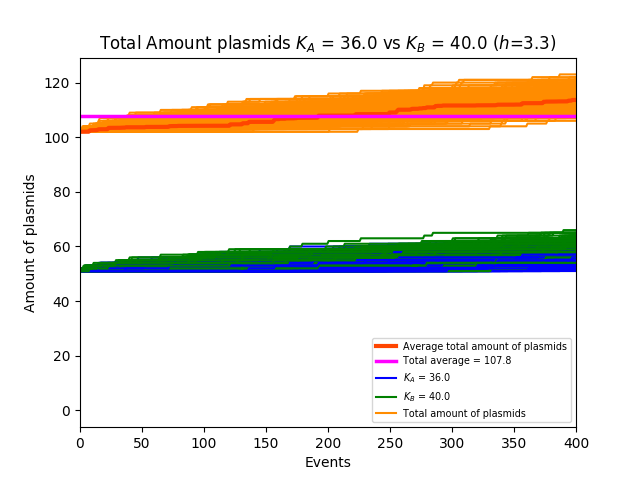 Total Amount plasmids K_A = 36.0 vs K_B = 40.0 (h=3.3)
Amount of plasmids
120
100
80
60
40
20
0
Average total amount of plasmids
Total average = 107.8
K_A = 36.0
K_B = 40.0
Total amount of plasmids
0 50 100 150 200 250 300 350 400
Events